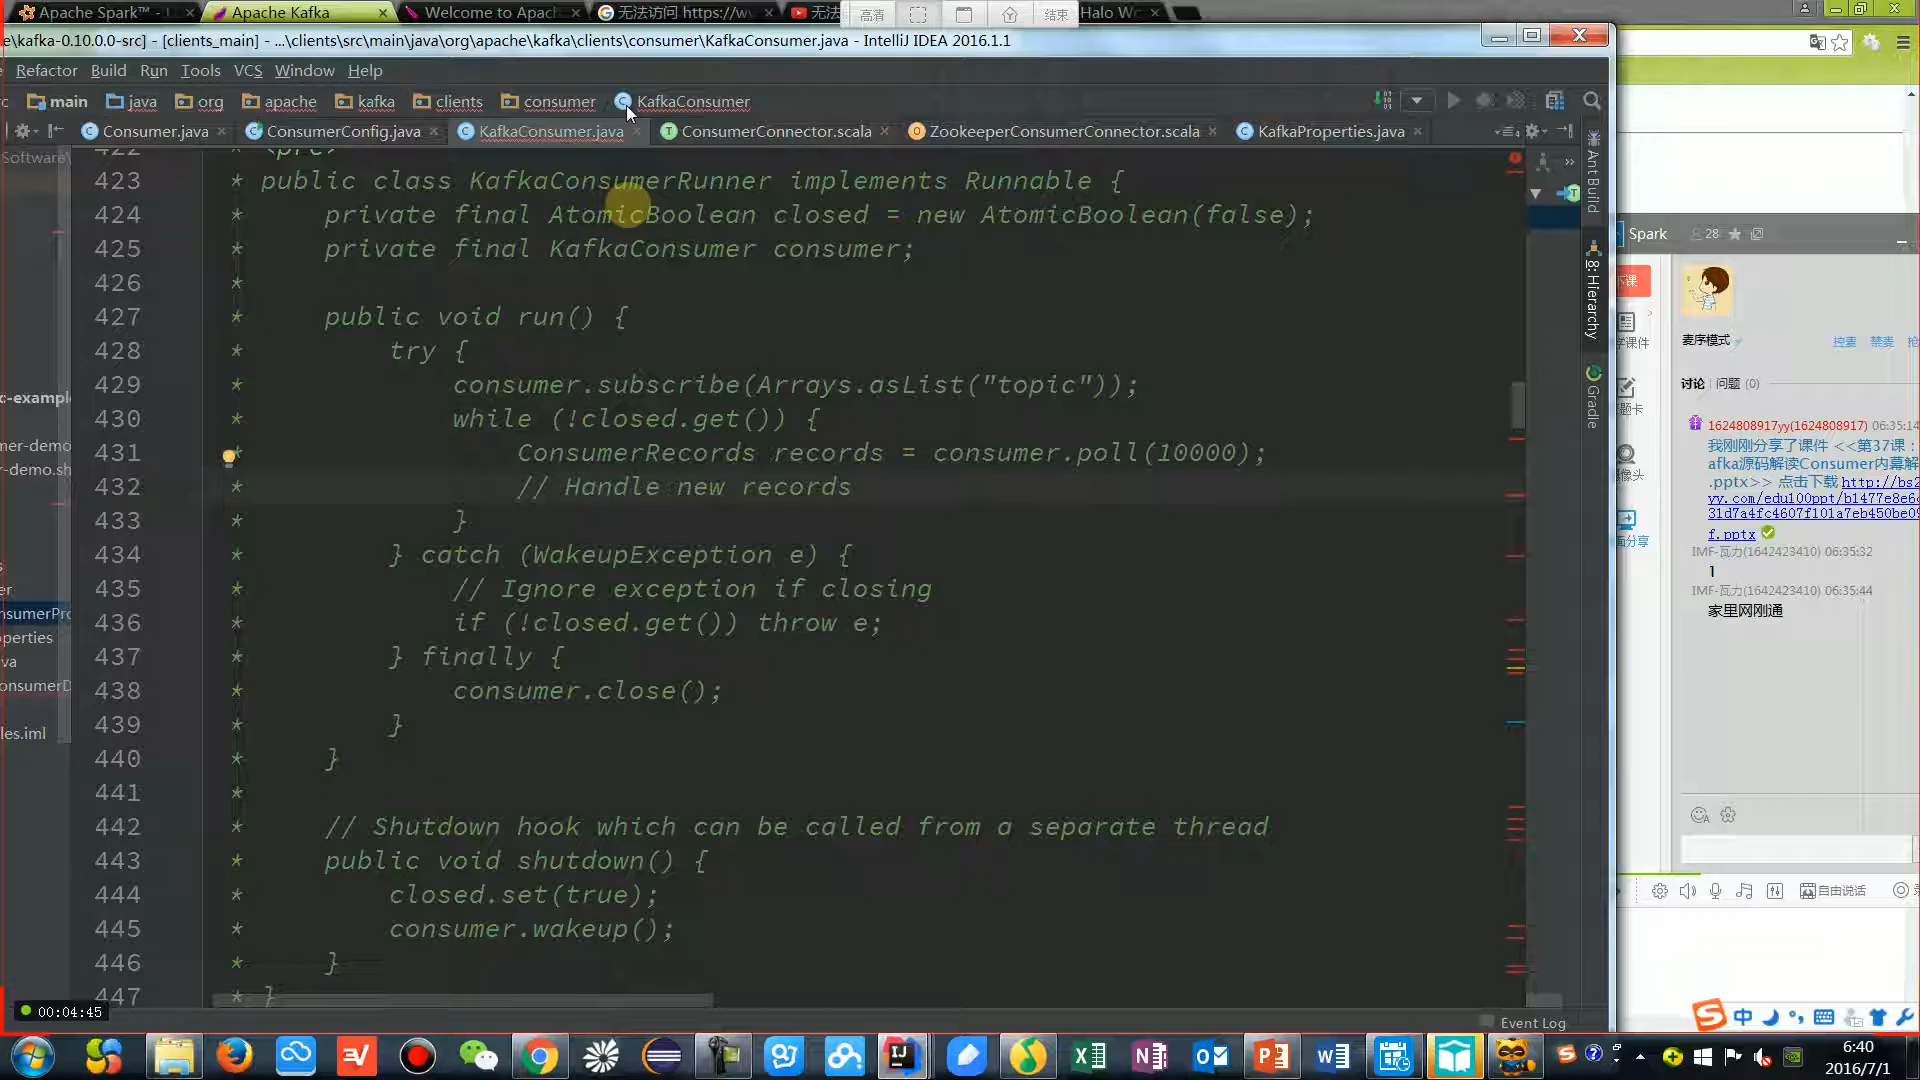 Apache Spark™ -
Apache Kafka
Welcome to Apac
无法访问 https://w
无法
高清
结束
Halo W
e\kafka-0.10.0.0-src] - [clients_main] - ...\clients\src\main\java\org\apache\kafka\clients\consumer\KafkaConsumer.java - IntelliJ IDEA 2016.1.1
Refactor Build Run Tools VCS Window Help
main java org apache kafka clients consumer KafkaConsumer
Consumer.java ConsumerConfig.java KafkaConsumer.java ConsumerConnector.scala ZookeeperConsumerConnector.scala KafkaProperties.java
Software\
c-exampl
mer-demo
r-demo.sh
s
er
nsumerPro
operties
va
onsumerD
les.iml
422 * <pre>
423 * public class KafkaConsumerRunner implements Runnable {
424 * private final AtomicBoolean closed = new AtomicBoolean(false);
425 * private final KafkaConsumer consumer;
426 *
427 * public void run() {
428 * try {
429 * consumer.subscribe(Arrays.asList("topic"));
430 * while (!closed.get()) {
431 * ConsumerRecords records = consumer.poll(10000);
432 * // Handle new records
433 * }
434 * } catch (WakeupException e) {
435 * // Ignore exception if closing
436 * if (!closed.get()) throw e;
437 * } finally {
438 * consumer.close();
439 * }
440 * }
441 *
442 * // Shutdown hook which can be called from a separate thread
443 * public void shutdown() {
444 * closed.set(true);
445 * consumer.wakeup();
446 * }
447 * }
00:04:45
Event Log
Ant Build
8: Hierarchy
Gradle
Spark 28
麦序模式
控麦 禁麦 抢
讨论 问题 (0)
1624808917yy(1624808917) 06:35:14
我刚刚分享了课件 <<第37课：
afka源码解读Consumer内幕解
.pptx>> 点击下载 http://bs2
yy.com/edu100ppt/b1477e8e6
31d7a4fc4607f101a7eb450be09
f.pptx
IMF-瓦力(1642423410) 06:35:32
1
IMF-瓦力(1642423410) 06:35:44
家里网刚通
自由说话
中
6:40
2016/7/1